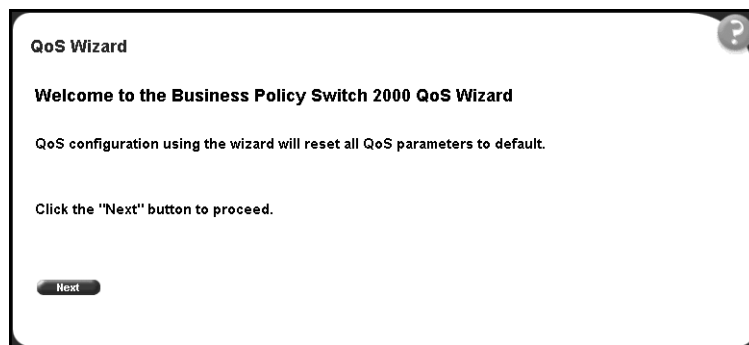 ?
QoS Wizard
Welcome to the Business Policy Switch 2000 QoS Wizard
QoS configuration using the wizard will reset all QoS parameters to default.
Click the "Next" button to proceed.
Next